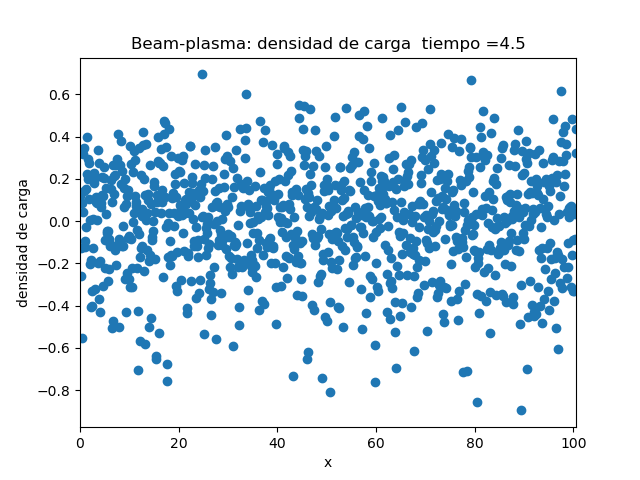 Beam-plasma: densidad de carga  tiempo =4.5
densidad de carga
0.6
0.4
0.2
0.0
−0.2
−0.4
−0.6
−0.8
0 20 40 60 80 100
x